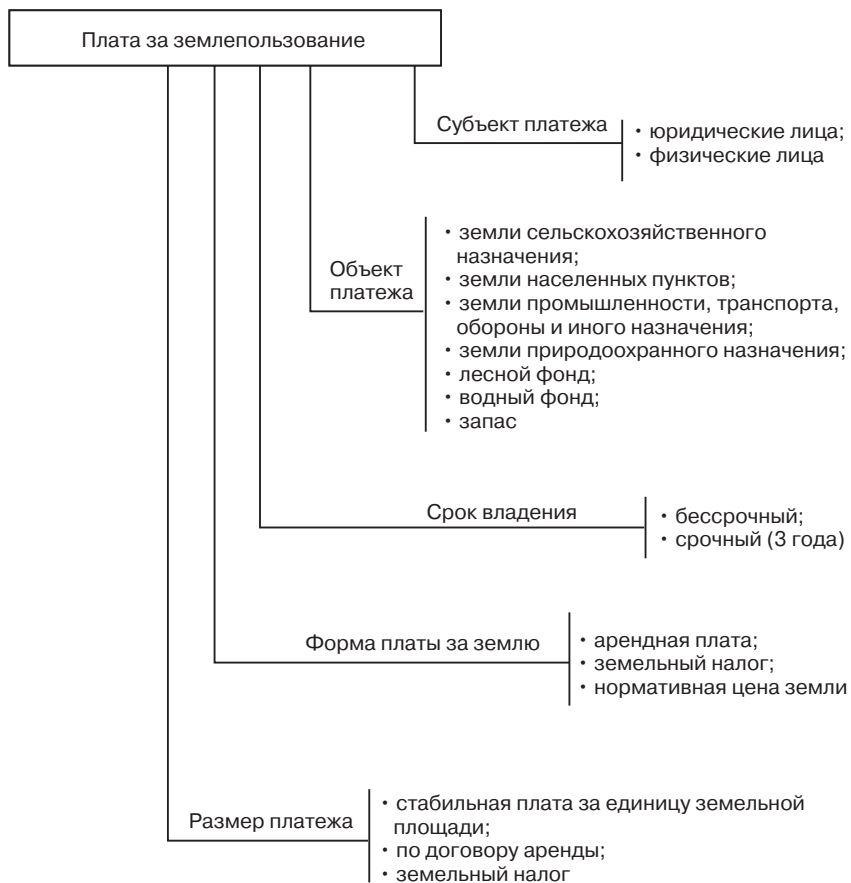 Плата за землепользование
Субъект платежа
· юридические лица;
· физические лица
Объект
платежа
· земли сельскохозяйственного
назначения;
· земли населенных пунктов;
· земли промышленности, транспорта,
обороны и иного назначения;
· земли природоохранного назначения;
· лесной фонд;
· водный фонд;
· запас
Срок владения
· бессрочный;
· срочный (3 года)
Форма платы за землю
· арендная плата;
· земельный налог;
· нормативная цена земли
Размер платежа
· стабильная плата за единицу земельной
площади;
· по договору аренды;
· земельный налог